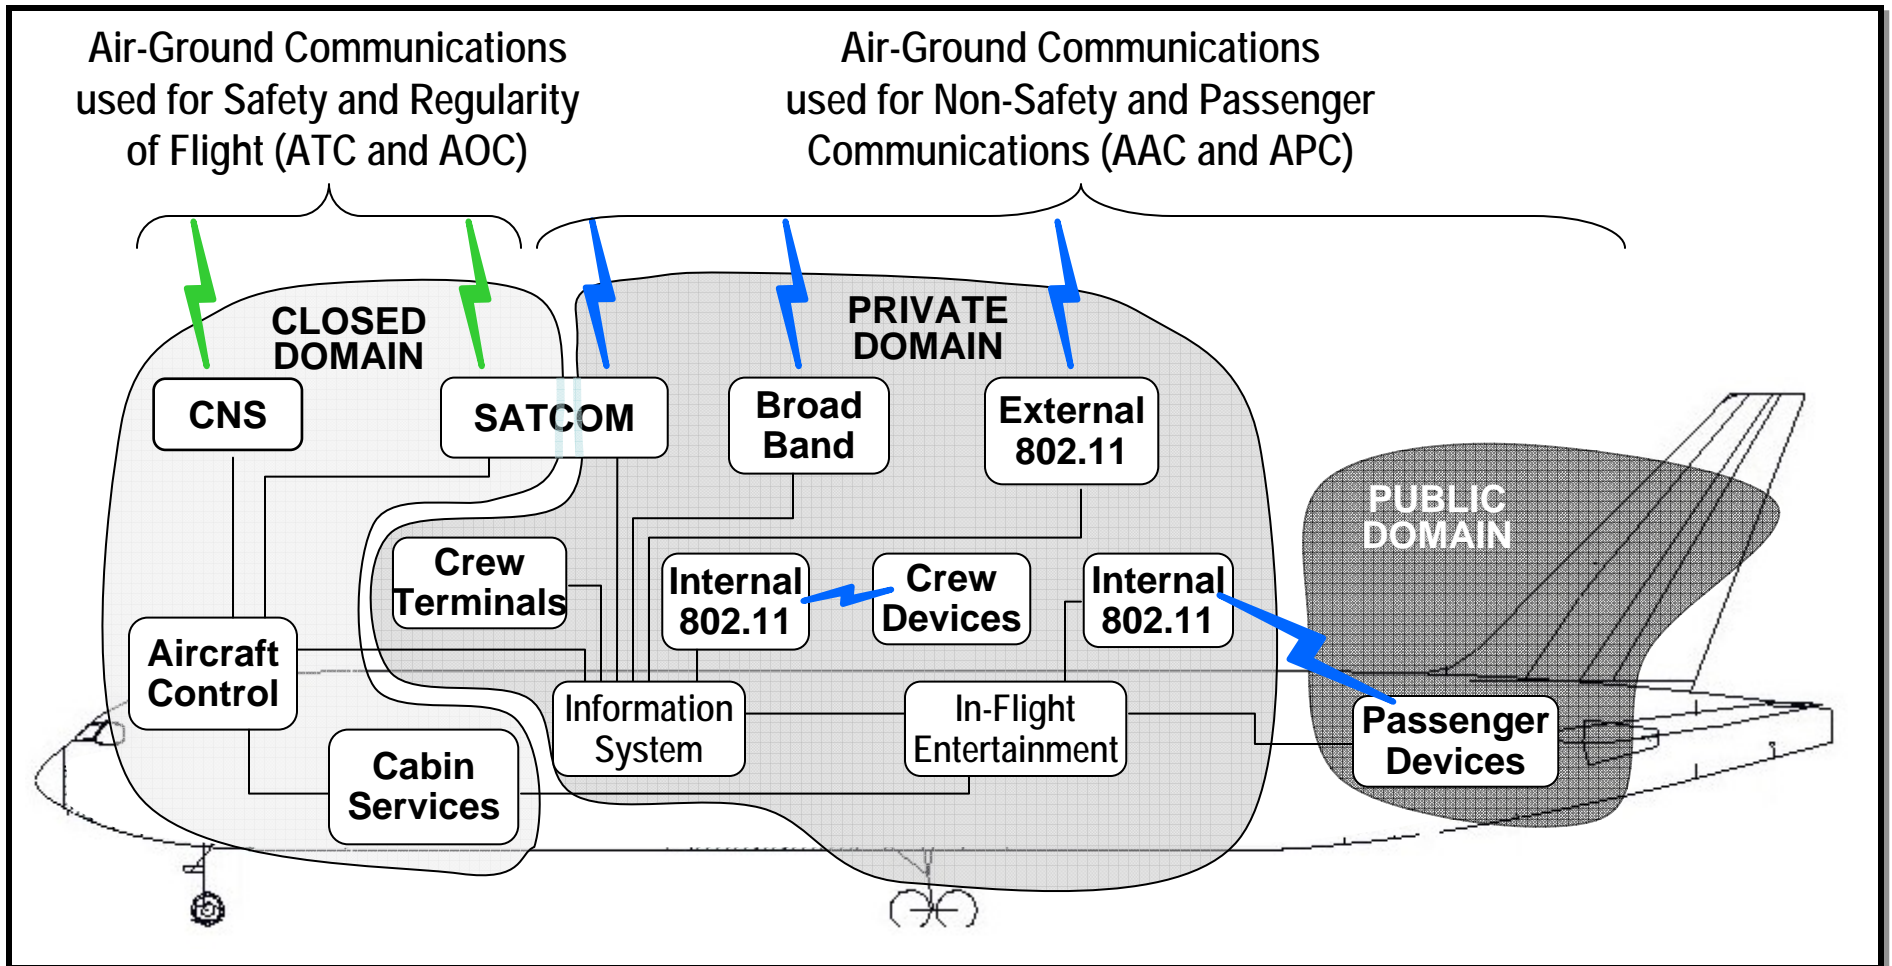 Air-Ground Communications
used for Safety and Regularity
of Flight (ATC and AOC)
Air-Ground Communications
used for Non-Safety and Passenger
Communications (AAC and APC)
CLOSED
DOMAIN
PRIVATE
DOMAIN
CNS
SATCOM
Broad
Band
External
802.11
PUBLIC
DOMAIN
Crew
Terminals
Internal
802.11
Crew
Devices
Internal
802.11
Aircraft
Control
Information
System
In-Flight
Entertainment
Passenger
Devices
Cabin
Services